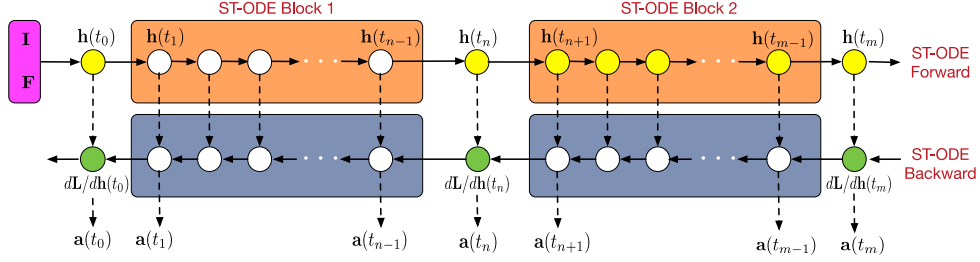 ST-ODE Block 1 ST-ODE Block 2
I
F
h(t₀) h(t₁) h(tₙ₋₁) h(tₙ) h(tₙ₊₁) h(tₘ₋₁) h(tₘ)
ST-ODE
Forward
ST-ODE
Backward
dL/dh(t₀) dL/dh(tₙ) dL/dh(tₘ)
a(t₀) a(t₁) a(tₙ₋₁) a(tₙ) a(tₙ₊₁) a(tₘ₋₁) a(tₘ)